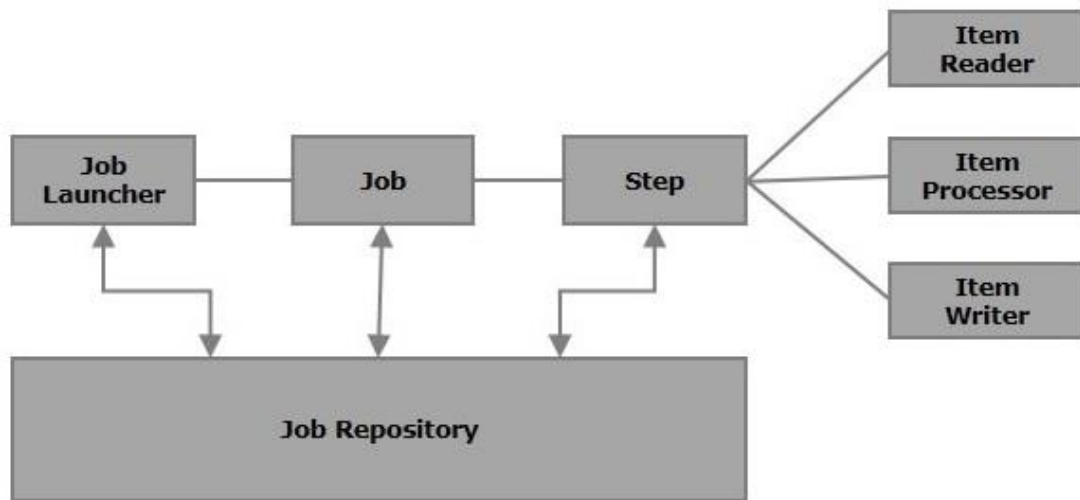 Item
Reader
Job
Launcher
Job
Step
Item
Processor
Item
Writer
Job Repository